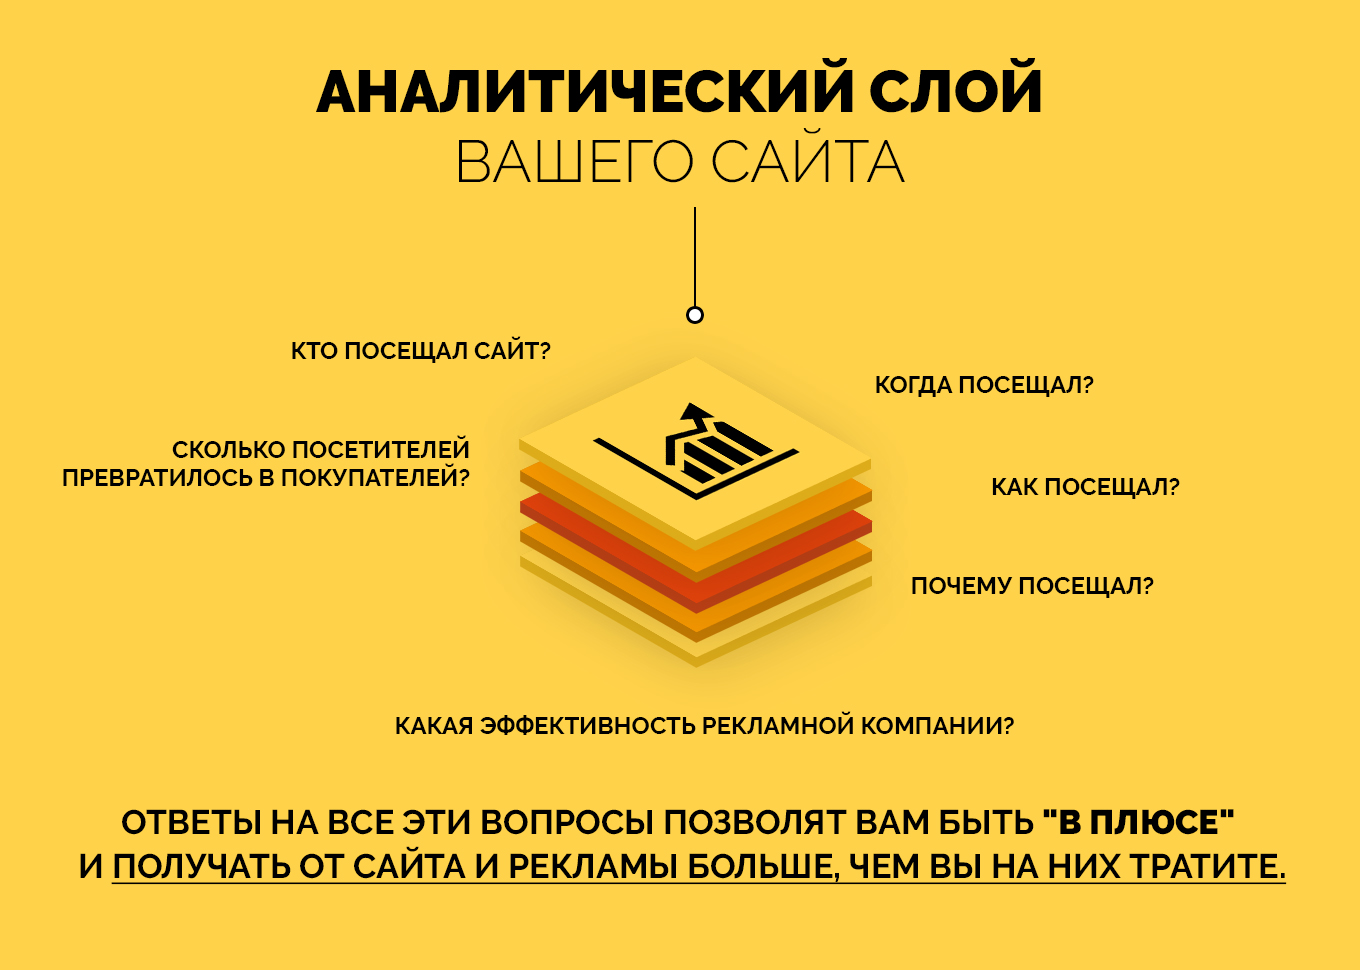 АНАЛИТИЧЕСКИЙ СЛОЙ
ВАШЕГО САЙТА
КТО ПОСЕЩАЛ САЙТ?
КОГДА ПОСЕЩАЛ?
СКОЛЬКО ПОСЕТИТЕЛЕЙ
ПРЕВРАТИЛОСЬ В ПОКУПАТЕЛЕЙ?
КАК ПОСЕЩАЛ?
ПОЧЕМУ ПОСЕЩАЛ?
КАКАЯ ЭФФЕКТИВНОСТЬ РЕКЛАМНОЙ КОМПАНИИ?
ОТВЕТЫ НА ВСЕ ЭТИ ВОПРОСЫ ПОЗВОЛЯТ ВАМ БЫТЬ "В ПЛЮСЕ"
И ПОЛУЧАТЬ ОТ САЙТА И РЕКЛАМЫ БОЛЬШЕ, ЧЕМ ВЫ НА НИХ ТРАТИТЕ.